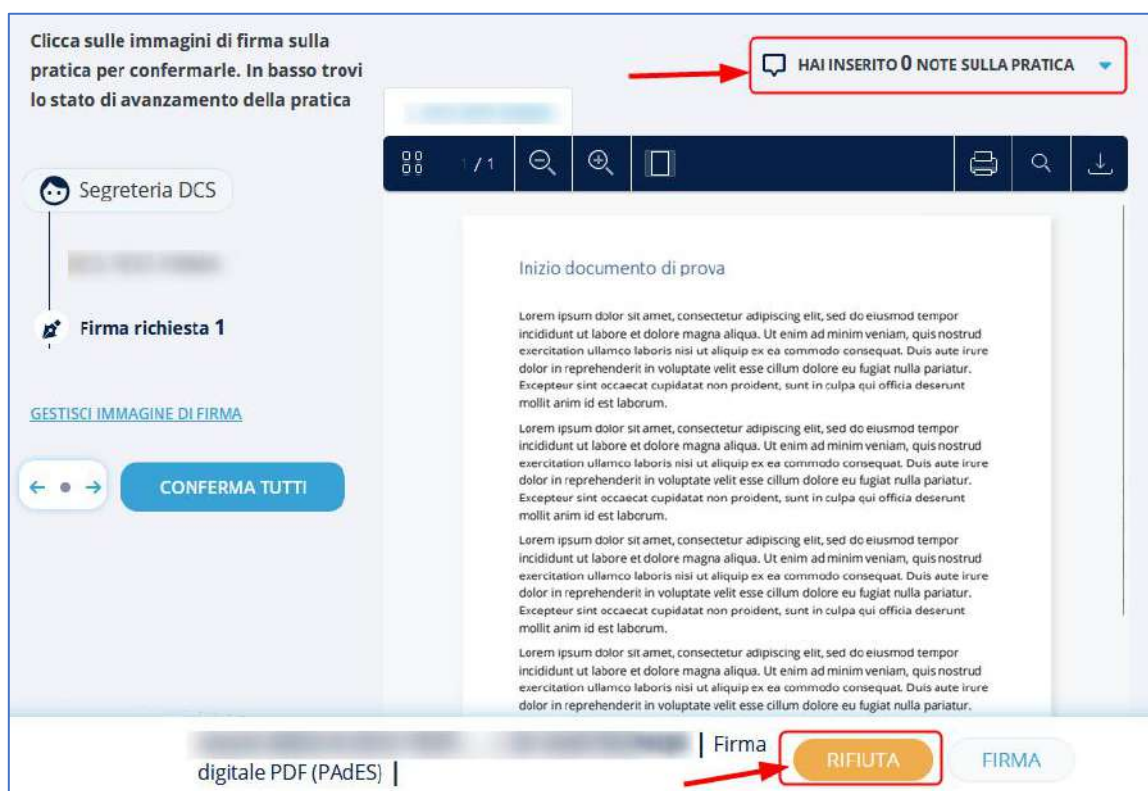 Clicca sulle immagini di firma sulla
pratica per confermarle. In basso trovi
lo stato di avanzamento della pratica
HAI INSERITO 0 NOTE SULLA PRATICA
1 / 1
Segreteria DCS
Firma richiesta 1
GESTISCI IMMAGINE DI FIRMA
CONFERMA TUTTI
Inizio documento di prova
Lorem ipsum dolor sit amet, consectetur adipiscing elit, sed do eiusmod tempor
incididunt ut labore et dolore magna aliqua. Ut enim ad minim veniam, quis nostrud
exercitation ullamco laboris nisi ut aliquip ex ea commodo consequat. Duis aute irure
dolor in reprehenderit in voluptate velit esse cillum dolore eu fugiat nulla pariatur.
Excepteur sint occaecat cupidatat non proident, sunt in culpa qui officia deserunt
mollit anim id est laborum.
Lorem ipsum dolor sit amet, consectetur adipiscing elit, sed do eiusmod tempor
incididunt ut labore et dolore magna aliqua. Ut enim ad minim veniam, quis nostrud
exercitation ullamco laboris nisi ut aliquip ex ea commodo consequat. Duis aute irure
dolor in reprehenderit in voluptate velit esse cillum dolore eu fugiat nulla pariatur.
Excepteur sint occaecat cupidatat non proident, sunt in culpa qui officia deserunt
mollit anim id est laborum.
Lorem ipsum dolor sit amet, consectetur adipiscing elit, sed do eiusmod tempor
incididunt ut labore et dolore magna aliqua. Ut enim ad minim veniam, quis nostrud
exercitation ullamco laboris nisi ut aliquip ex ea commodo consequat. Duis aute irure
dolor in reprehenderit in voluptate velit esse cillum dolore eu fugiat nulla pariatur.
Excepteur sint occaecat cupidatat non proident, sunt in culpa qui officia deserunt
mollit anim id est laborum.
Lorem ipsum dolor sit amet, consectetur adipiscing elit, sed do eiusmod tempor
incididunt ut labore et dolore magna aliqua. Ut enim ad minim veniam, quis nostrud
exercitation ullamco laboris nisi ut aliquip ex ea commodo consequat. Duis aute irure
dolor in reprehenderit in voluptate velit esse cillum dolore eu fugiat nulla pariatur.
| Firma
digitale PDF (PAdES) |
RIFIUTA
FIRMA